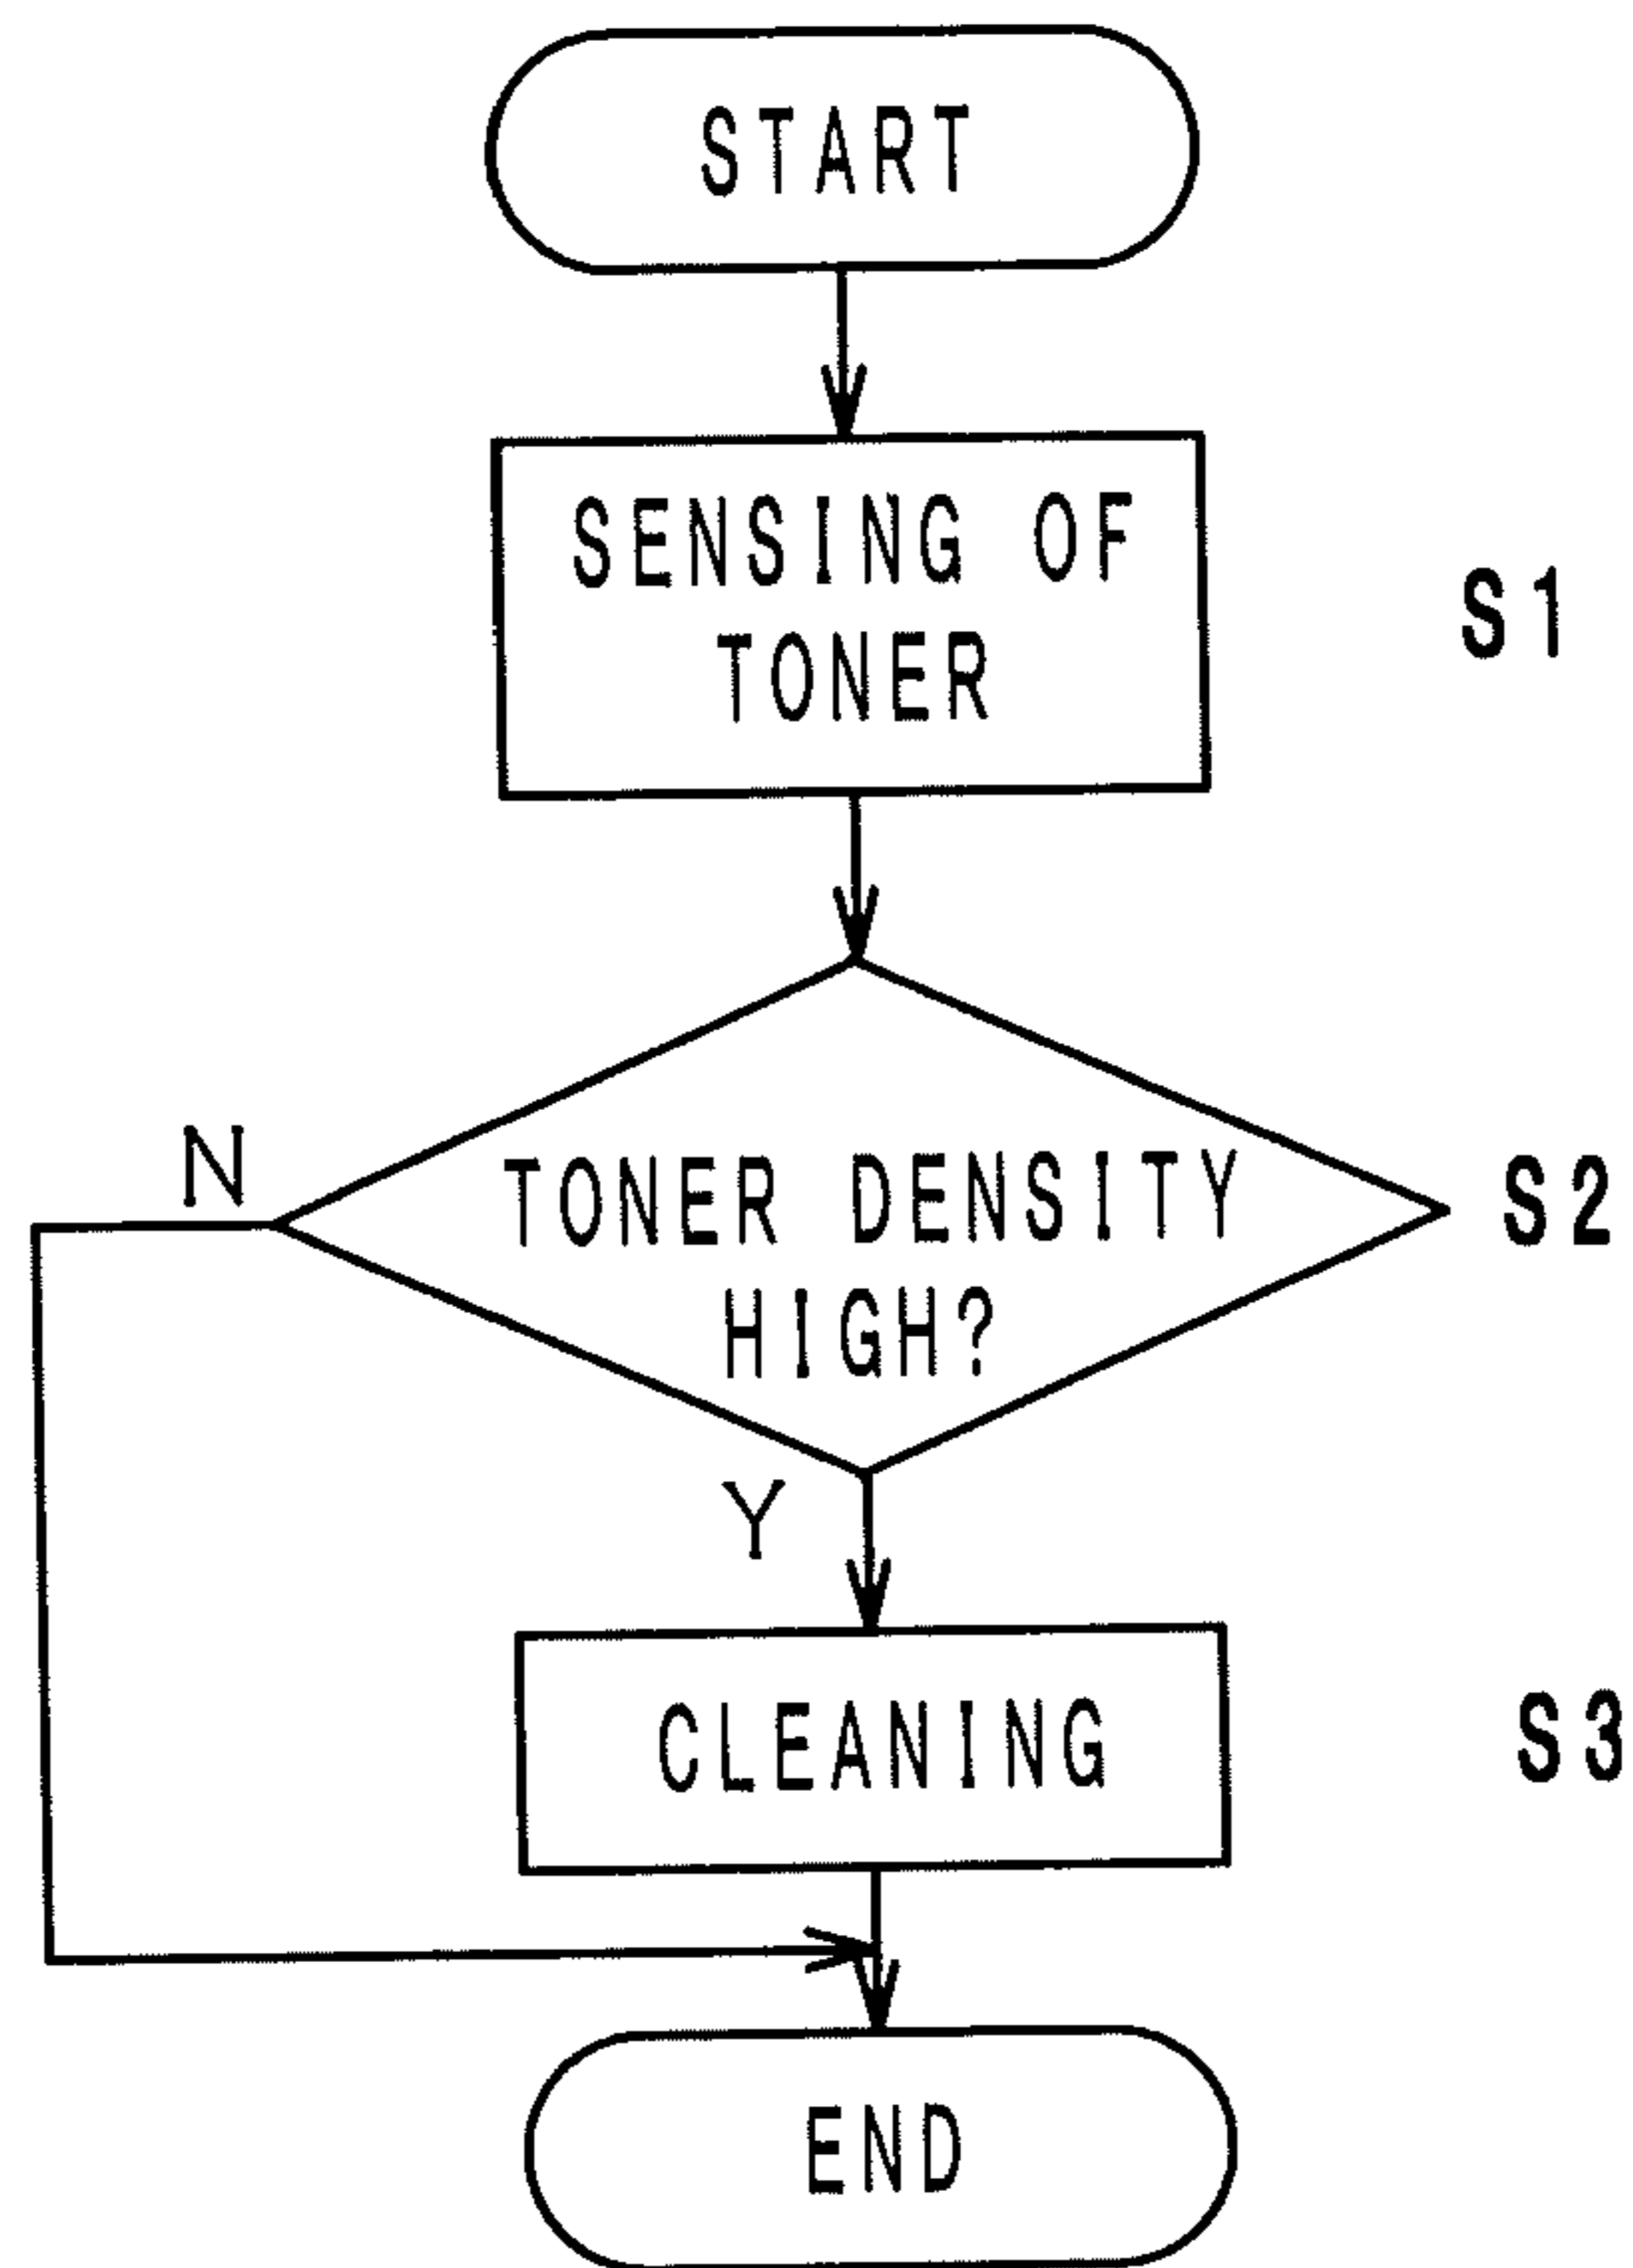 START
SENSING OF
TONER
S1
N
TONER DENSITY
HIGH?
S2
Y
CLEANING
S3
END